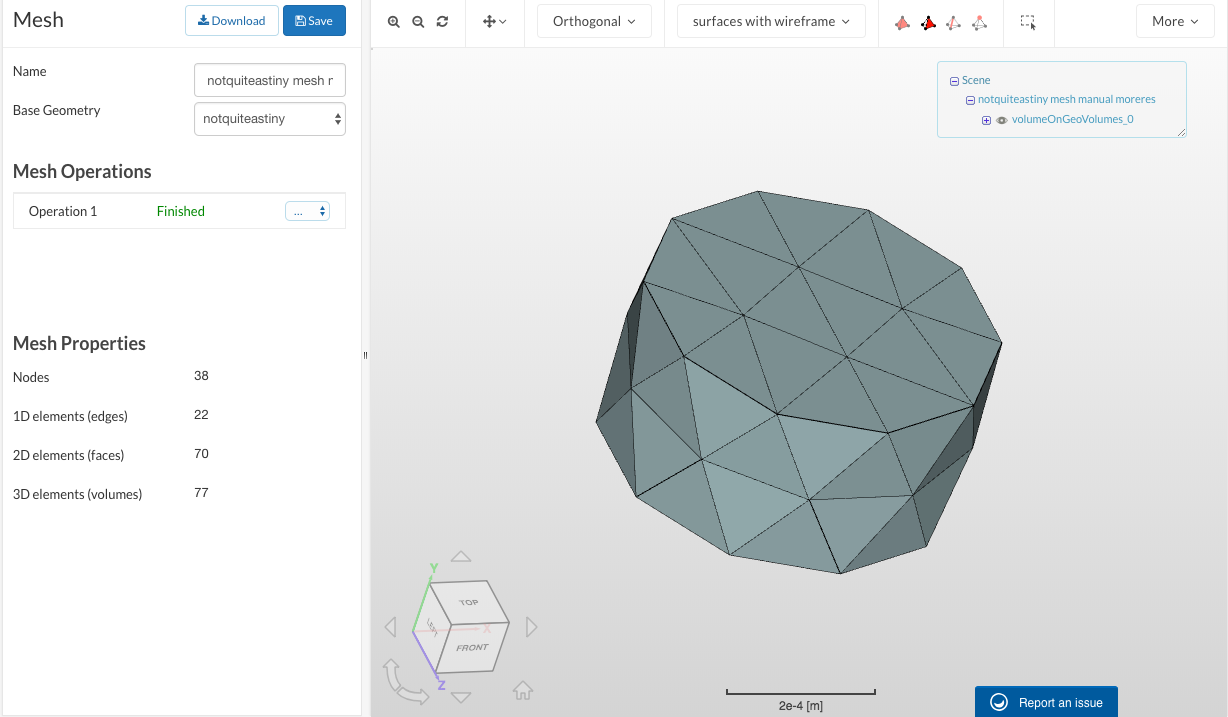 Mesh
Download
Save
Name
notquiteastiny mesh r
Base Geometry
notquiteastiny
Mesh Operations
Operation 1
Finished
...
Mesh Properties
Nodes
38
1D elements (edges)
22
2D elements (faces)
70
3D elements (volumes)
77
Orthogonal
surfaces with wireframe
More
Scene
notquiteastiny mesh manual moreres
volumeOnGeoVolumes_0
Y
TOP
LEFT
X
FRONT
Z
2e-4 [m]
Report an issue